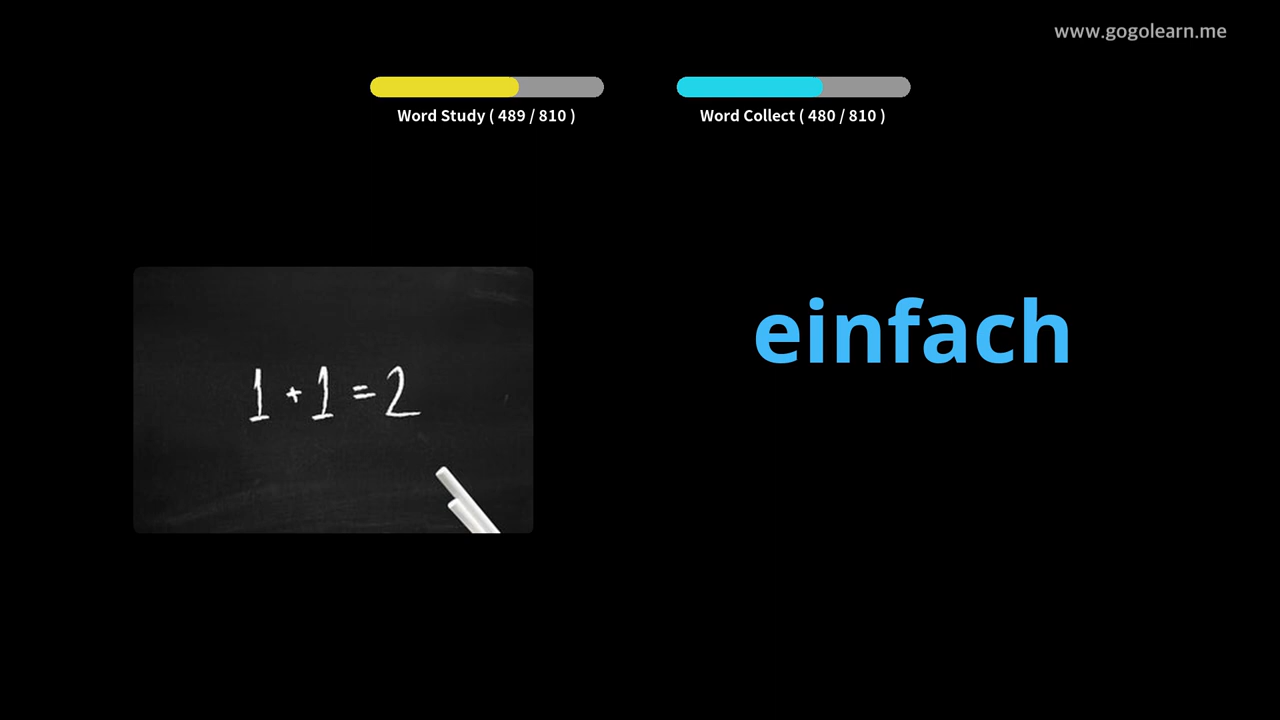 www.gogolearn.me
Word Study ( 489 / 810 )
Word Collect ( 480 / 810 )
1 + 1 = 2
einfach